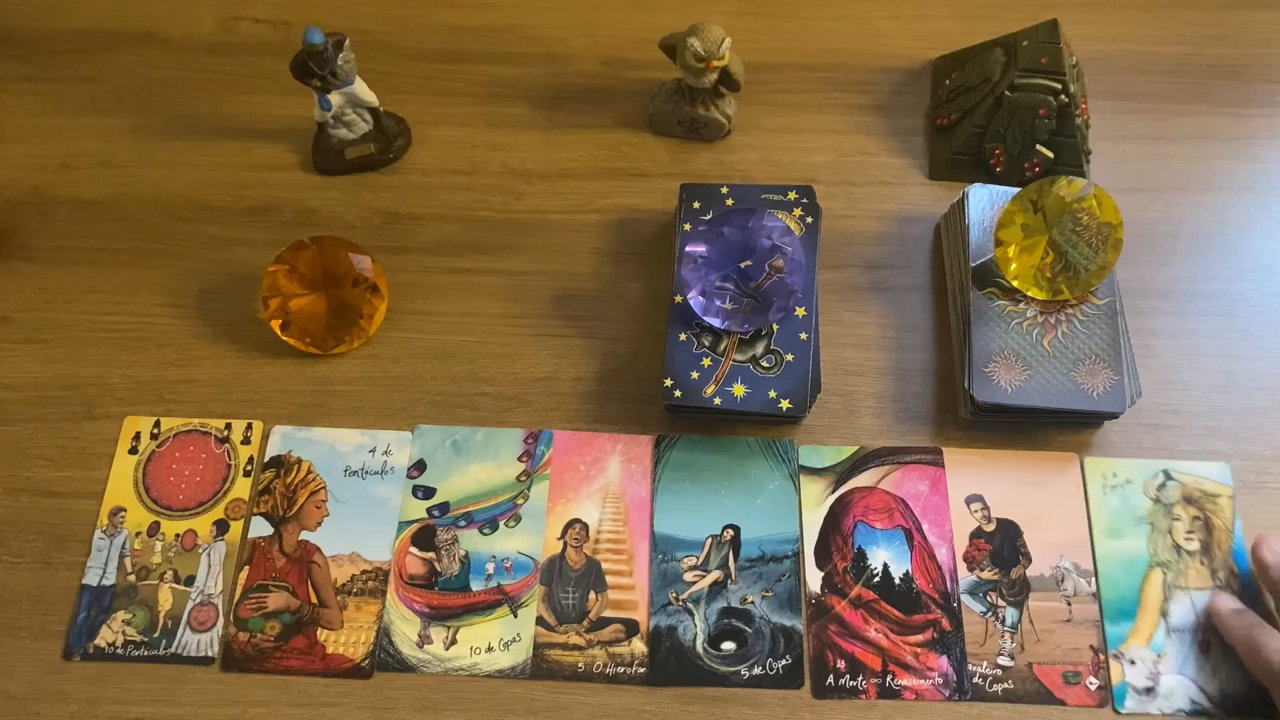 10 de Pentáculos
4 de
Pentáculos
10 de Copas
5 O Hierofan
5 de Copas
13
A Morte ∞ Renascimento
avaleiro
de Copas